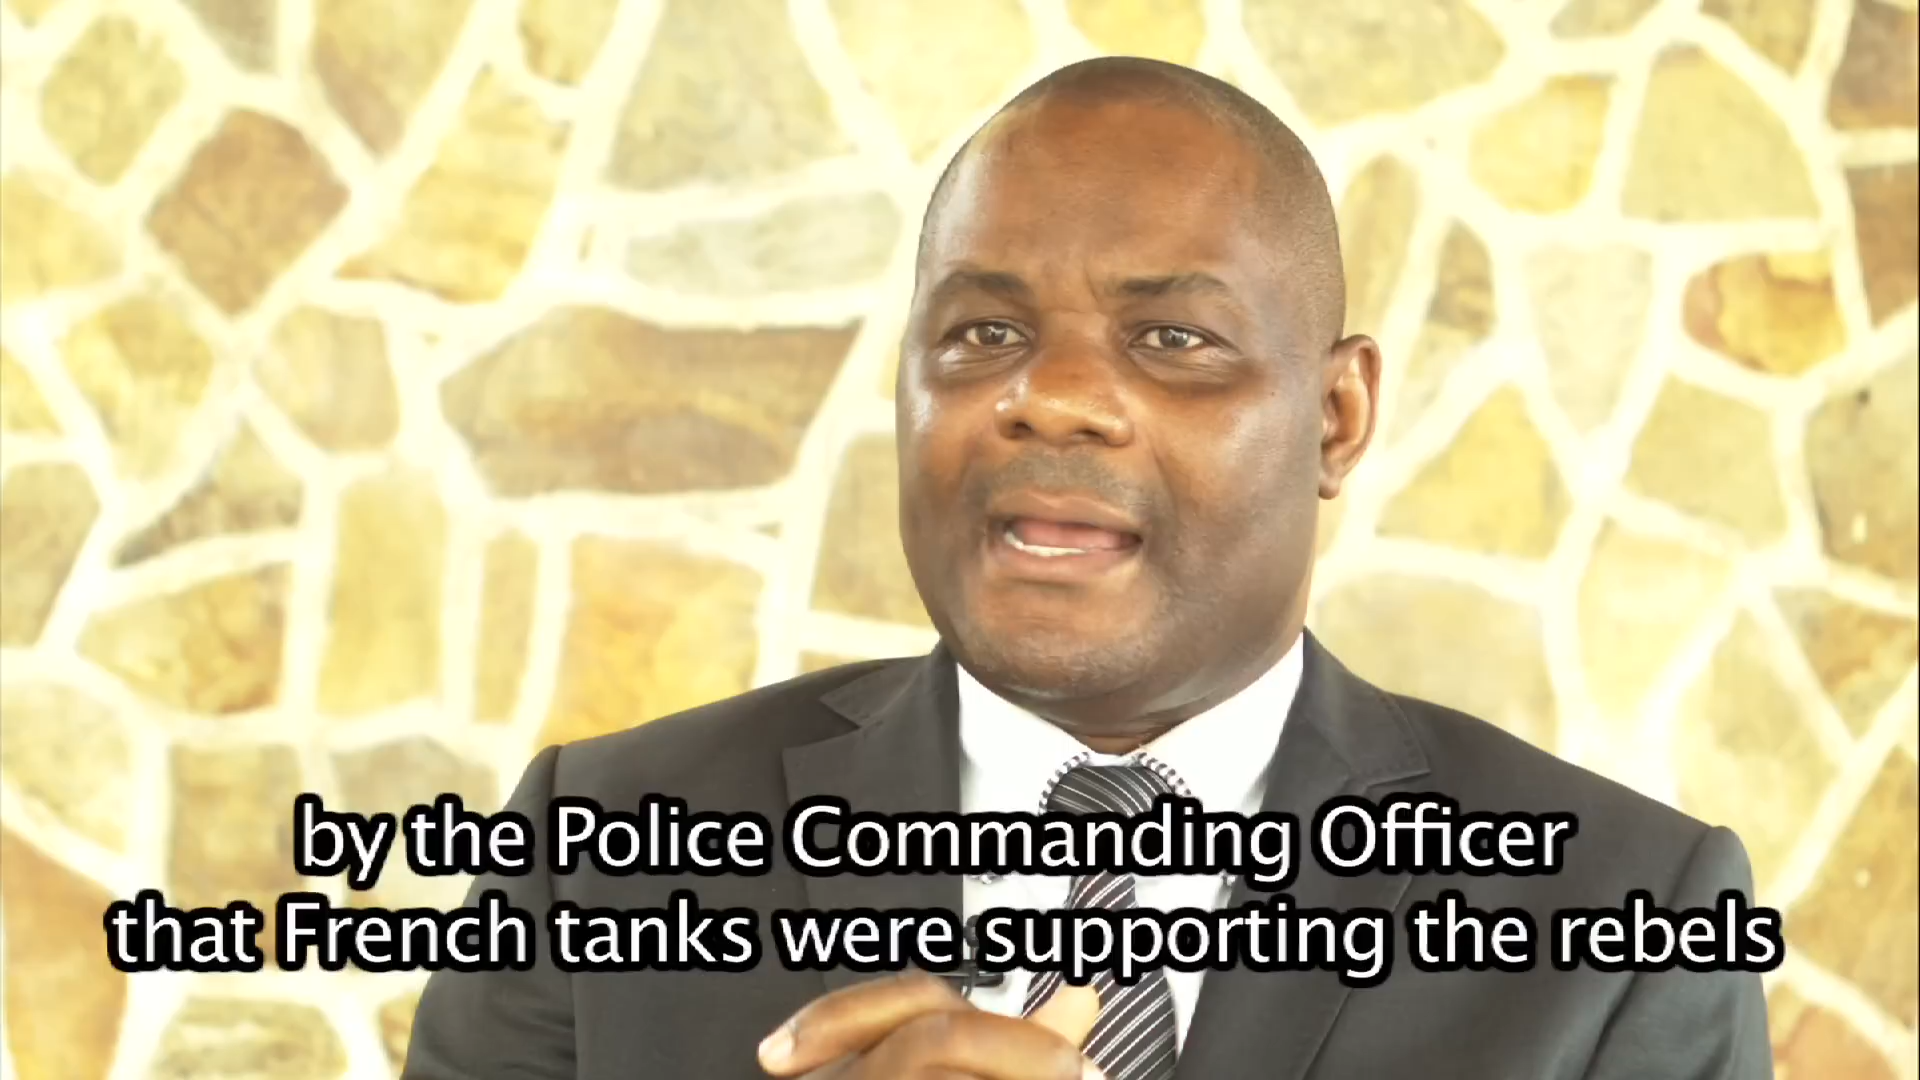 by the Police Commanding Officer
that French tanks were supporting the rebels